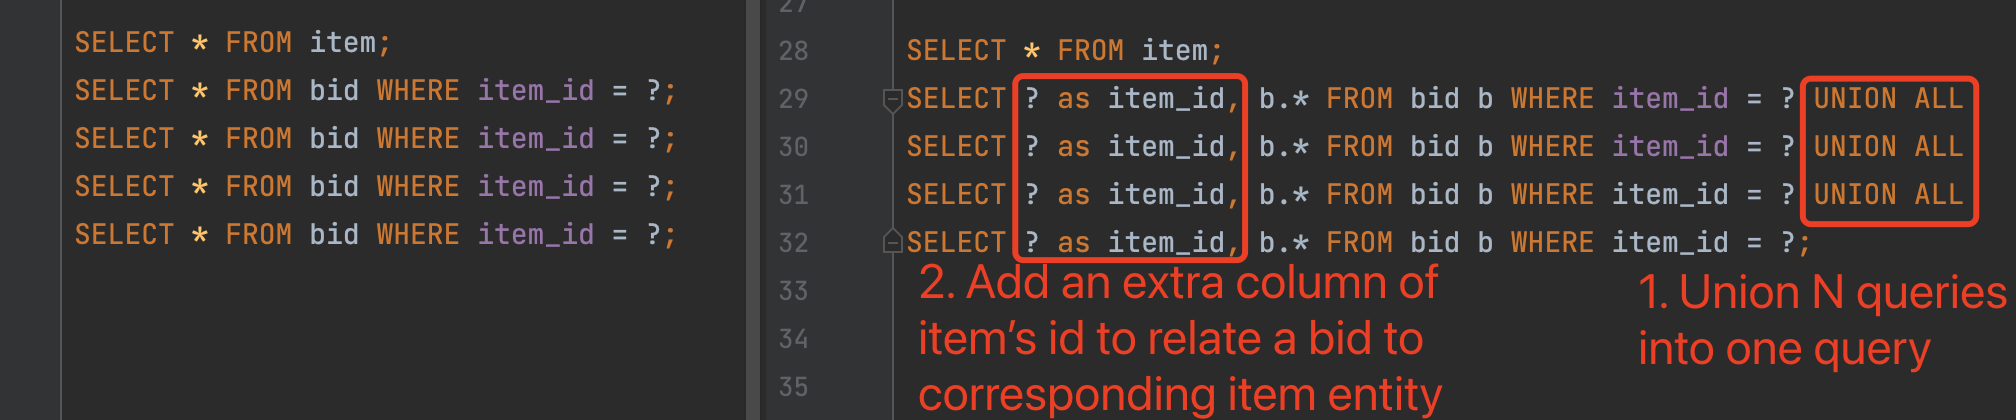 SELECT * FROM item;
SELECT * FROM bid WHERE item_id = ?;
SELECT * FROM bid WHERE item_id = ?;
SELECT * FROM bid WHERE item_id = ?;
SELECT * FROM bid WHERE item_id = ?;
27
28 SELECT * FROM item;
29 SELECT ? as item_id, b.* FROM bid b WHERE item_id = ? UNION ALL
30 SELECT ? as item_id, b.* FROM bid b WHERE item_id = ? UNION ALL
31 SELECT ? as item_id, b.* FROM bid b WHERE item_id = ? UNION ALL
32 SELECT ? as item_id, b.* FROM bid b WHERE item_id = ?;
33
34
35
2. Add an extra column of
item’s id to relate a bid to
corresponding item entity
1. Union N queries
into one query